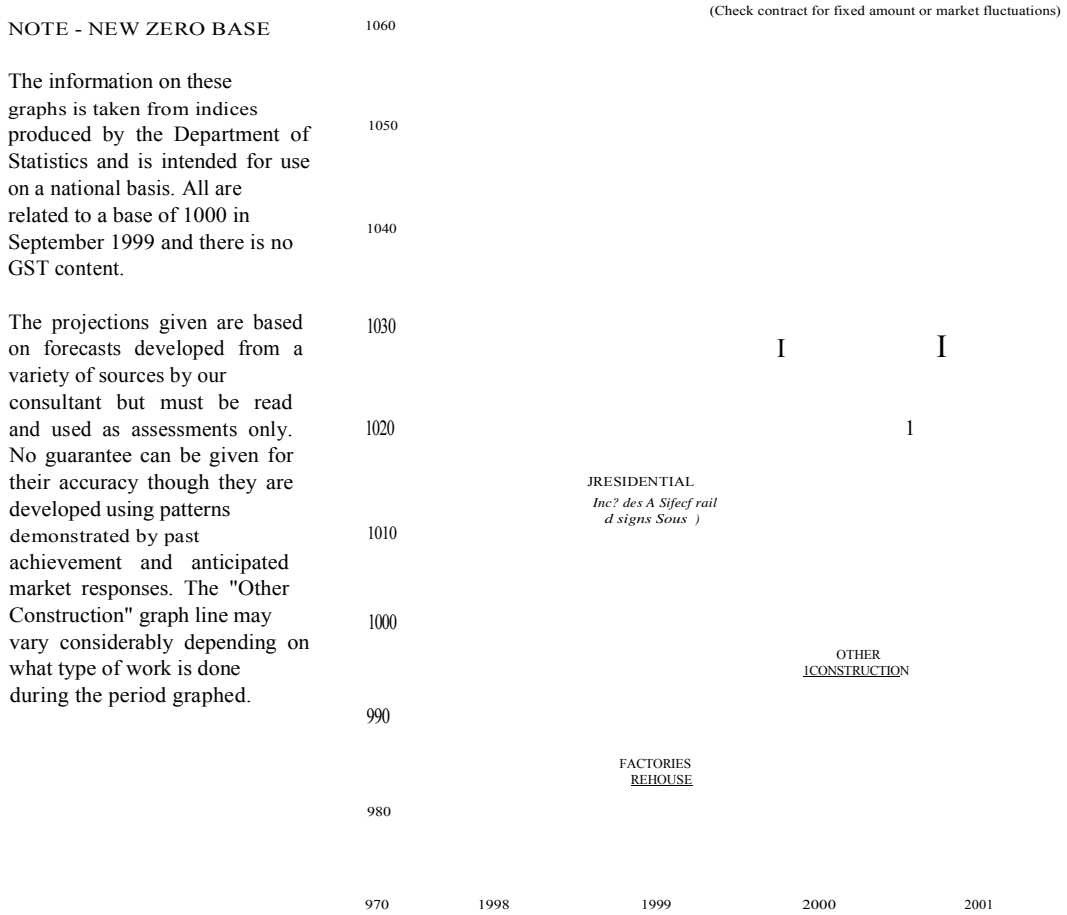 NOTE - NEW ZERO BASE
The information on these
graphs is taken from indices
produced by the Department of
Statistics and is intended for use
on a national basis. All are
related to a base of 1000 in
September 1999 and there is no
GST content.
The projections given are based
on forecasts developed from a
variety of sources by our
consultant but must be read
and used as assessments only.
No guarantee can be given for
their accuracy though they are
developed using patterns
demonstrated by past
achievement and anticipated
market responses. The "Other
Construction" graph line may
vary considerably depending on
what type of work is done
during the period graphed.
(Check contract for fixed amount or market fluctuations)
1060
1050
1040
1030
I I
1020
1
JRESIDENTIAL
Inc? des A Sifecf rail
d signs Sous )
1010
1000
OTHER
1CONSTRUCTION
990
FACTORIES
REHOUSE
980
970 1998 1999 2000 2001